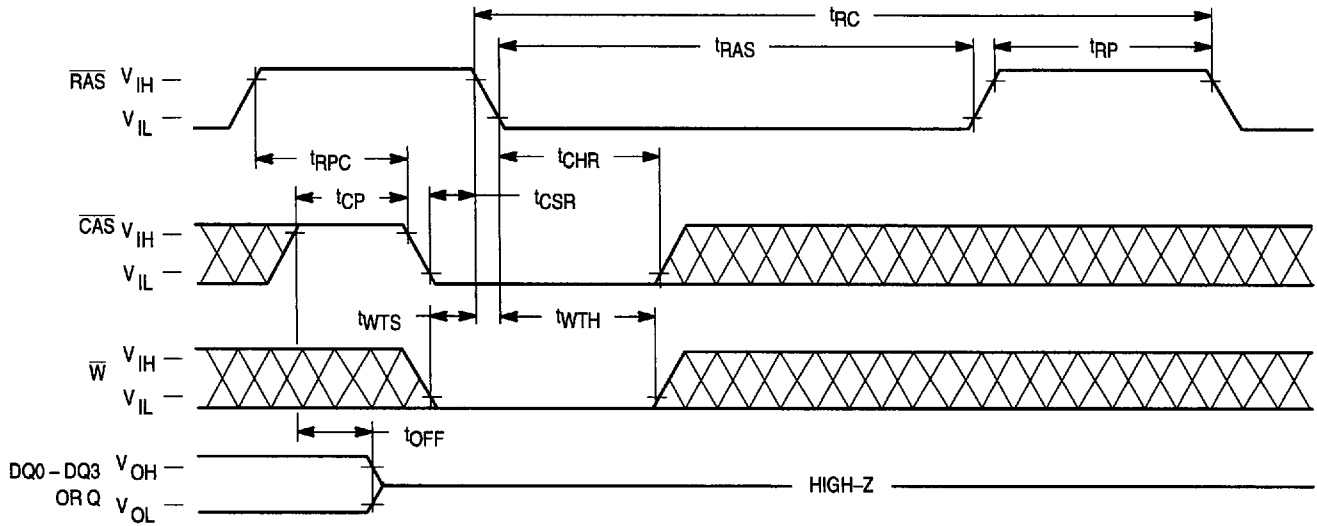 tRC
tRAS
tRP
RAS VIH
VIL
tRPC
tCHR
tCP
tCSR
CAS VIH
VIL
tWTS
tWTH
W VIH
VIL
tOFF
DQ0 – DQ3 VOH
OR Q
VOL
HIGH–Z